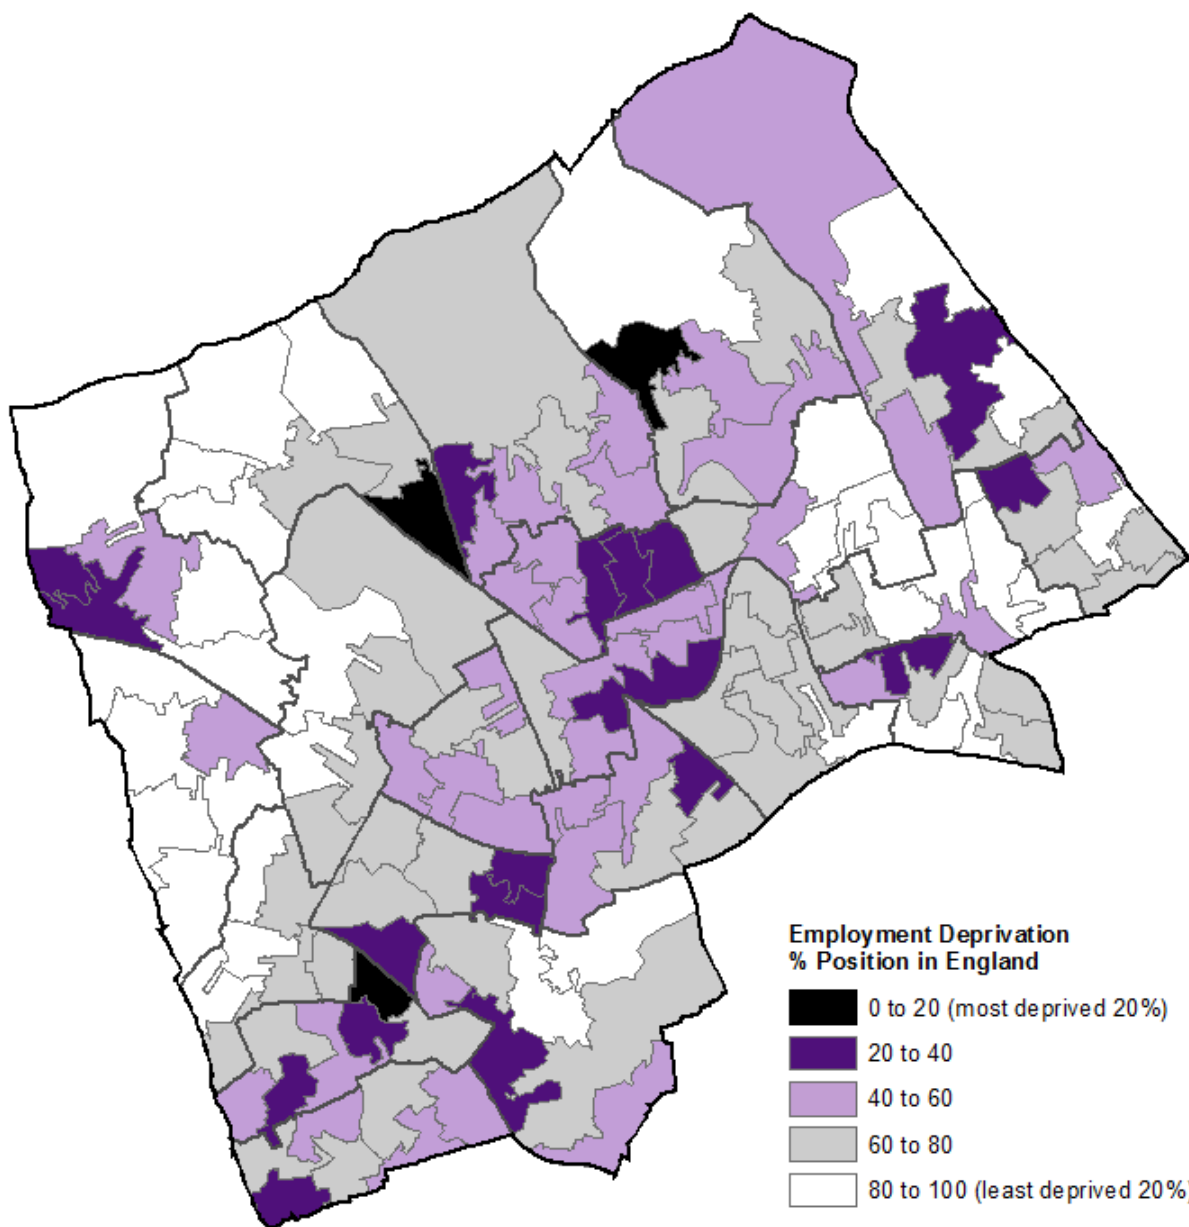 Employment Deprivation
% Position in England
0 to 20 (most deprived 20%)
20 to 40
40 to 60
60 to 80
80 to 100 (least deprived 20%)